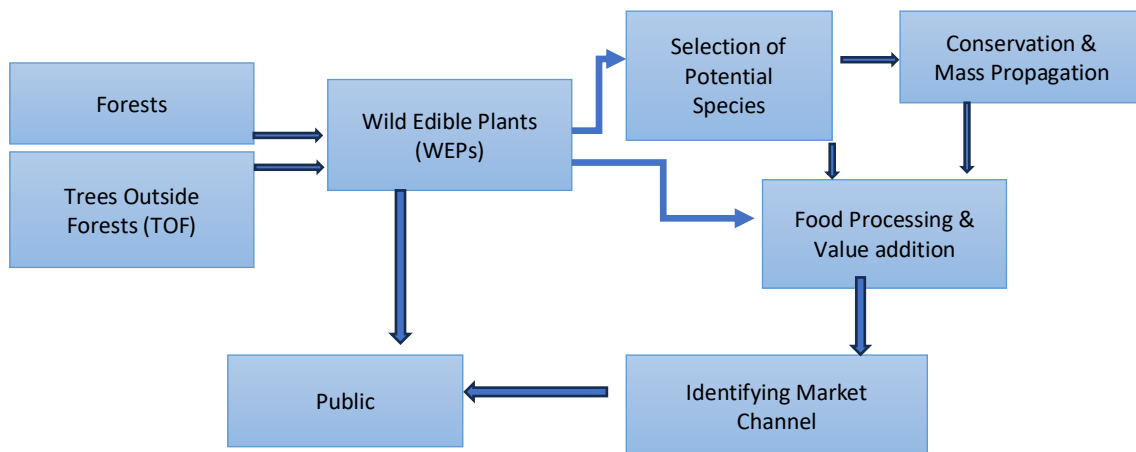 Forests
Trees Outside
Forests (TOF)
Wild Edible Plants
(WEPs)
Selection of
Potential
Species
Conservation &
Mass Propagation
Food Processing &
Value addition
Public
Identifying Market
Channel